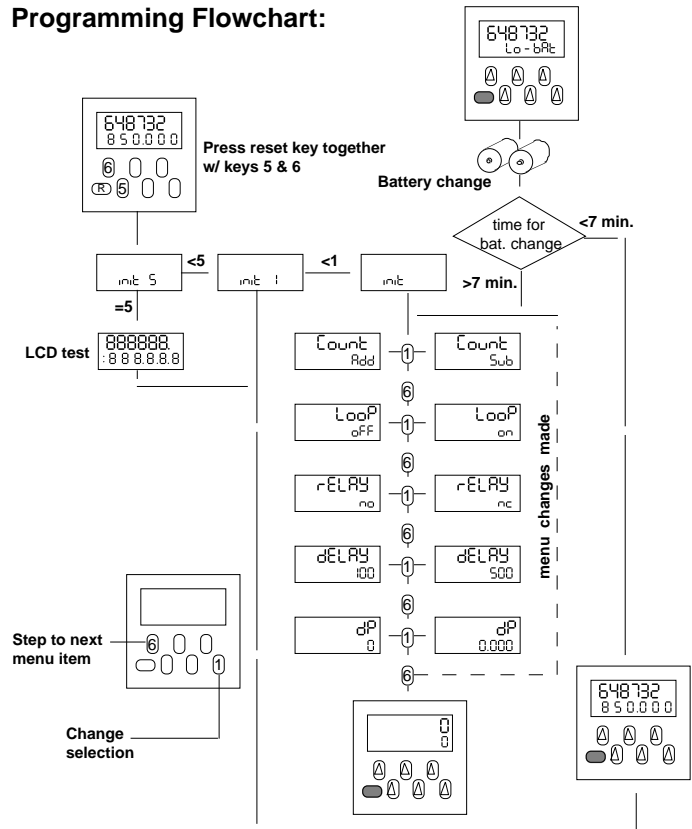 Programming Flowchart:
648732
Lo-bAt
648732
850.000
6
R 5
Press reset key together
w/ keys 5 & 6
Battery change
time for
bat. change
<7 min.
>7 min.
init 5
<5
init 1
<1
init
=5
LCD test
888888.
:888.8.8
Count
Add
1
Count
Sub
6
LooP
oFF
1
LooP
on
6
rELAY
no
1
rELAY
nc
6
dELAY
100
1
dELAY
500
6
dP
0
1
dP
0.000
6
menu changes made
Step to next
menu item
6
1
Change
selection
0
0
648732
850.000